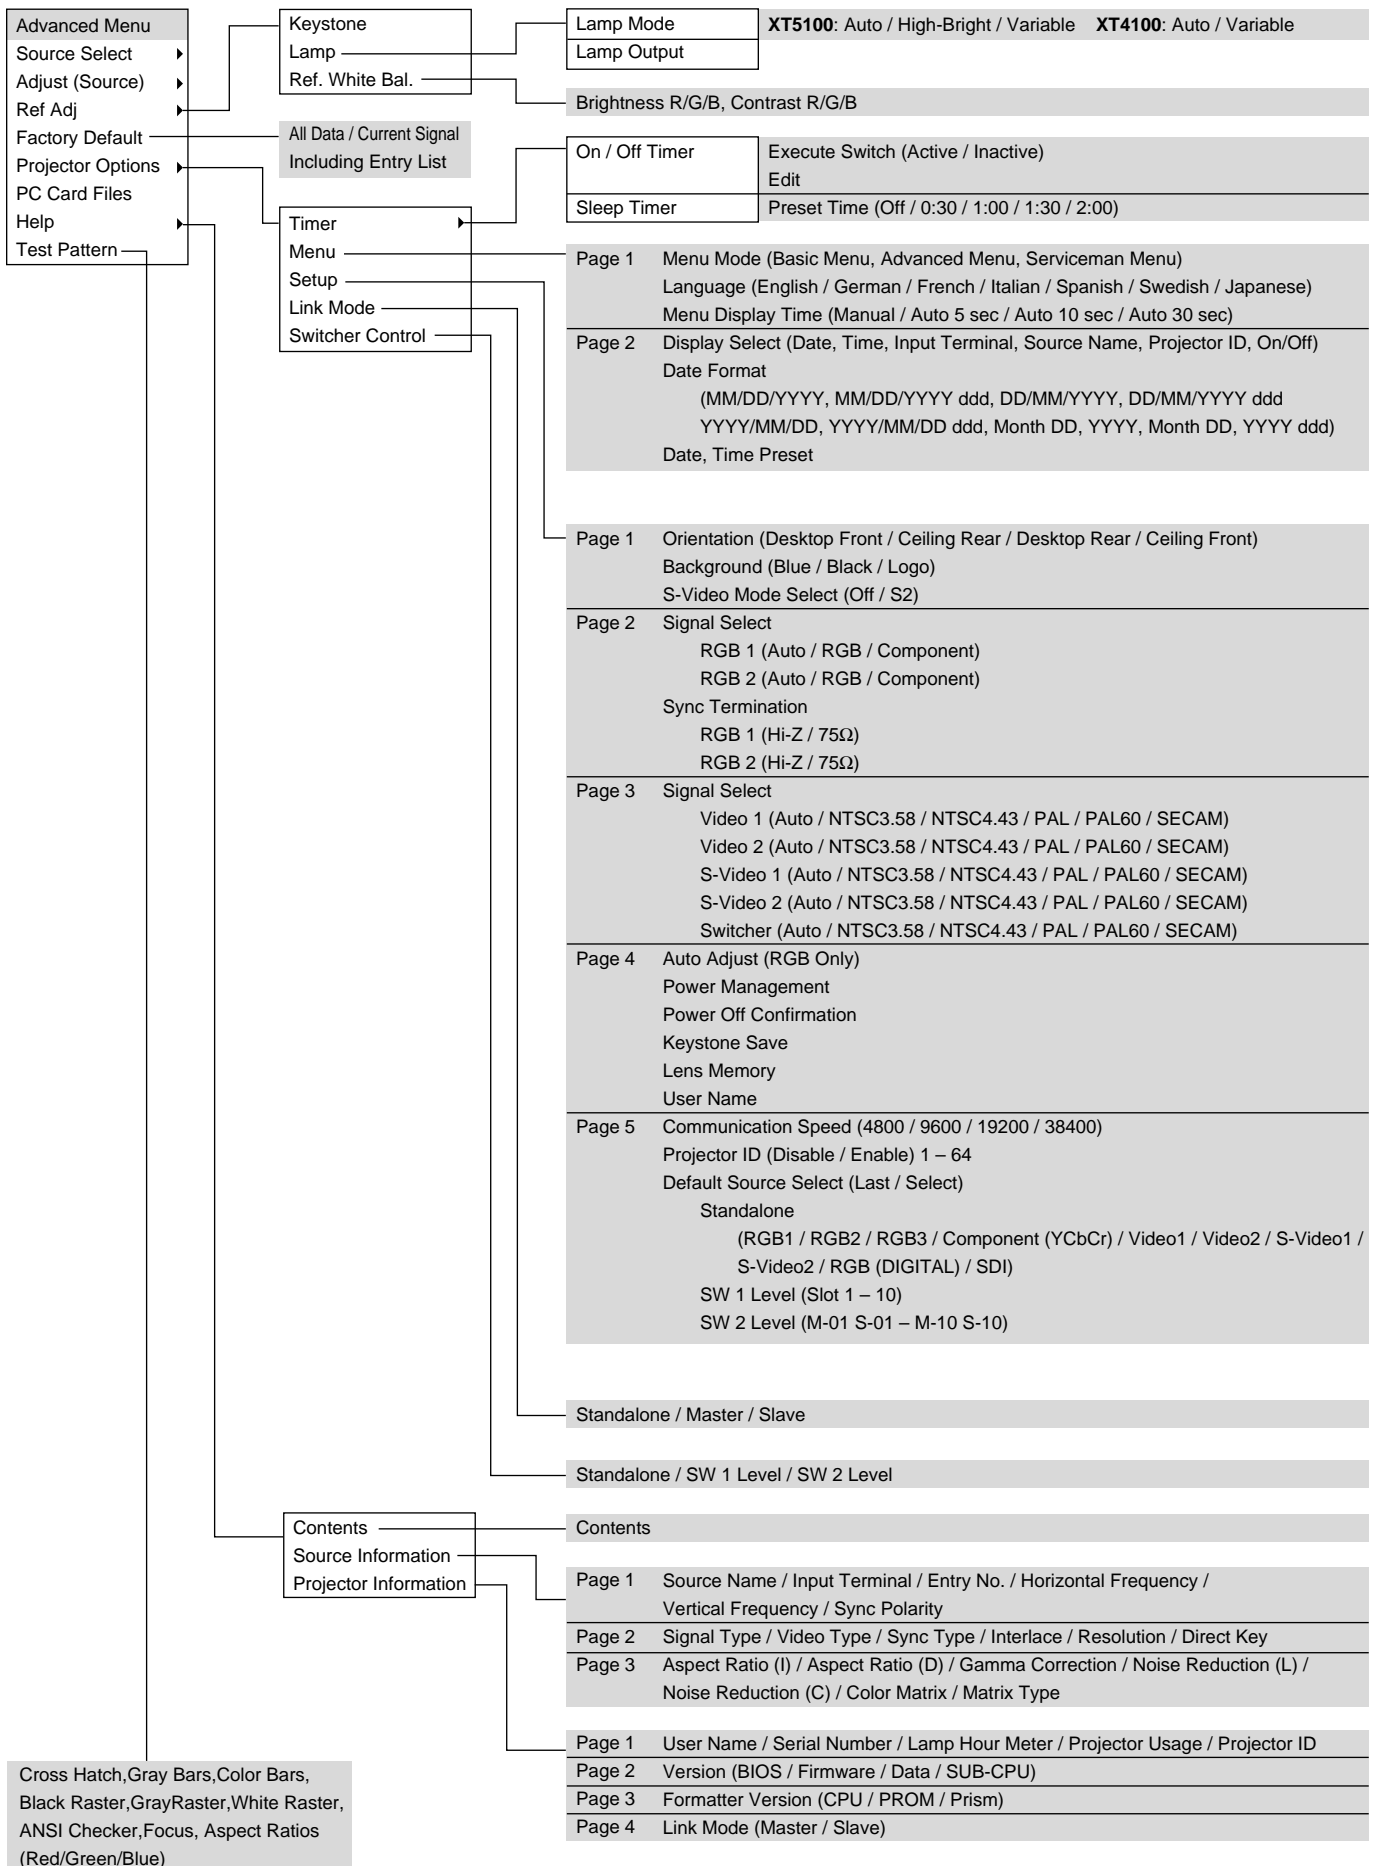 Advanced Menu
Source Select
Adjust (Source)
Ref Adj
Factory Default
Projector Options
PC Card Files
Help
Test Pattern
Keystone
Lamp
Ref. White Bal.
Lamp Mode
XT5100: Auto / High-Bright / Variable XT4100: Auto / Variable
Lamp Output
Brightness R/G/B, Contrast R/G/B
All Data / Current Signal
Including Entry List
On / Off Timer
Execute Switch (Active / Inactive)
Edit
Sleep Timer
Preset Time (Off / 0:30 / 1:00 / 1:30 / 2:00)
Timer
Menu
Setup
Link Mode
Switcher Control
Page 1 Menu Mode (Basic Menu, Advanced Menu, Serviceman Menu)
Language (English / German / French / Italian / Spanish / Swedish / Japanese)
Menu Display Time (Manual / Auto 5 sec / Auto 10 sec / Auto 30 sec)
Page 2 Display Select (Date, Time, Input Terminal, Source Name, Projector ID, On/Off)
Date Format
(MM/DD/YYYY, MM/DD/YYYY ddd, DD/MM/YYYY, DD/MM/YYYY ddd
YYYY/MM/DD, YYYY/MM/DD ddd, Month DD, YYYY, Month DD, YYYY ddd)
Date, Time Preset
Page 1 Orientation (Desktop Front / Ceiling Rear / Desktop Rear / Ceiling Front)
Background (Blue / Black / Logo)
S-Video Mode Select (Off / S2)
Page 2 Signal Select
RGB 1 (Auto / RGB / Component)
RGB 2 (Auto / RGB / Component)
Sync Termination
RGB 1 (Hi-Z / 75Ω)
RGB 2 (Hi-Z / 75Ω)
Page 3 Signal Select
Video 1 (Auto / NTSC3.58 / NTSC4.43 / PAL / PAL60 / SECAM)
Video 2 (Auto / NTSC3.58 / NTSC4.43 / PAL / PAL60 / SECAM)
S-Video 1 (Auto / NTSC3.58 / NTSC4.43 / PAL / PAL60 / SECAM)
S-Video 2 (Auto / NTSC3.58 / NTSC4.43 / PAL / PAL60 / SECAM)
Switcher (Auto / NTSC3.58 / NTSC4.43 / PAL / PAL60 / SECAM)
Page 4 Auto Adjust (RGB Only)
Power Management
Power Off Confirmation
Keystone Save
Lens Memory
User Name
Page 5 Communication Speed (4800 / 9600 / 19200 / 38400)
Projector ID (Disable / Enable) 1 – 64
Default Source Select (Last / Select)
Standalone
(RGB1 / RGB2 / RGB3 / Component (YCbCr) / Video1 / Video2 / S-Video1 /
S-Video2 / RGB (DIGITAL) / SDI)
SW 1 Level (Slot 1 – 10)
SW 2 Level (M-01 S-01 – M-10 S-10)
Standalone / Master / Slave
Standalone / SW 1 Level / SW 2 Level
Contents
Source Information
Projector Information
Contents
Page 1 Source Name / Input Terminal / Entry No. / Horizontal Frequency /
Vertical Frequency / Sync Polarity
Page 2 Signal Type / Video Type / Sync Type / Interlace / Resolution / Direct Key
Page 3 Aspect Ratio (I) / Aspect Ratio (D) / Gamma Correction / Noise Reduction (L) /
Noise Reduction (C) / Color Matrix / Matrix Type
Page 1 User Name / Serial Number / Lamp Hour Meter / Projector Usage / Projector ID
Page 2 Version (BIOS / Firmware / Data / SUB-CPU)
Page 3 Formatter Version (CPU / PROM / Prism)
Page 4 Link Mode (Master / Slave)
Cross Hatch,Gray Bars,Color Bars,
Black Raster,GrayRaster,White Raster,
ANSI Checker,Focus, Aspect Ratios
(Red/Green/Blue)